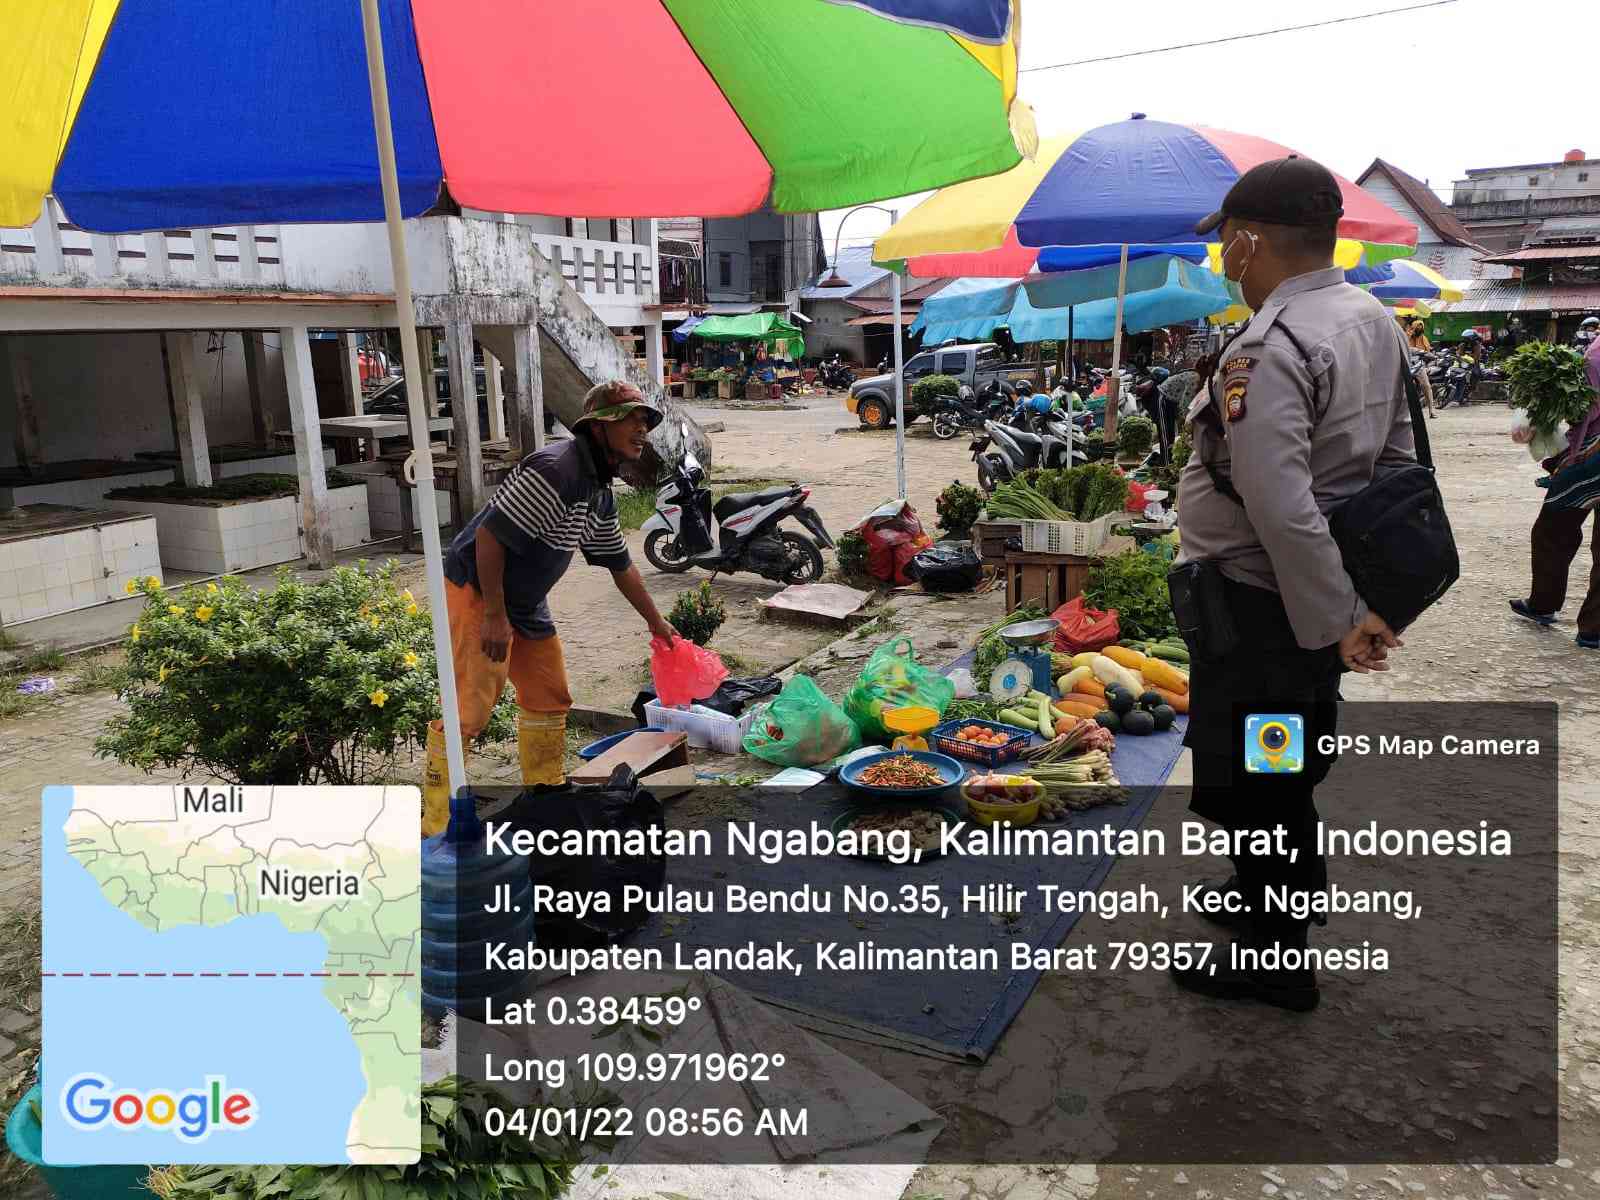 GPS Map Camera
Mali
Nigeria
Google
Kecamatan Ngabang, Kalimantan Barat, Indonesia
Jl. Raya Pulau Bendu No.35, Hilir Tengah, Kec. Ngabang,
Kabupaten Landak, Kalimantan Barat 79357, Indonesia
Lat 0.38459°
Long 109.971962°
04/01/22 08:56 AM